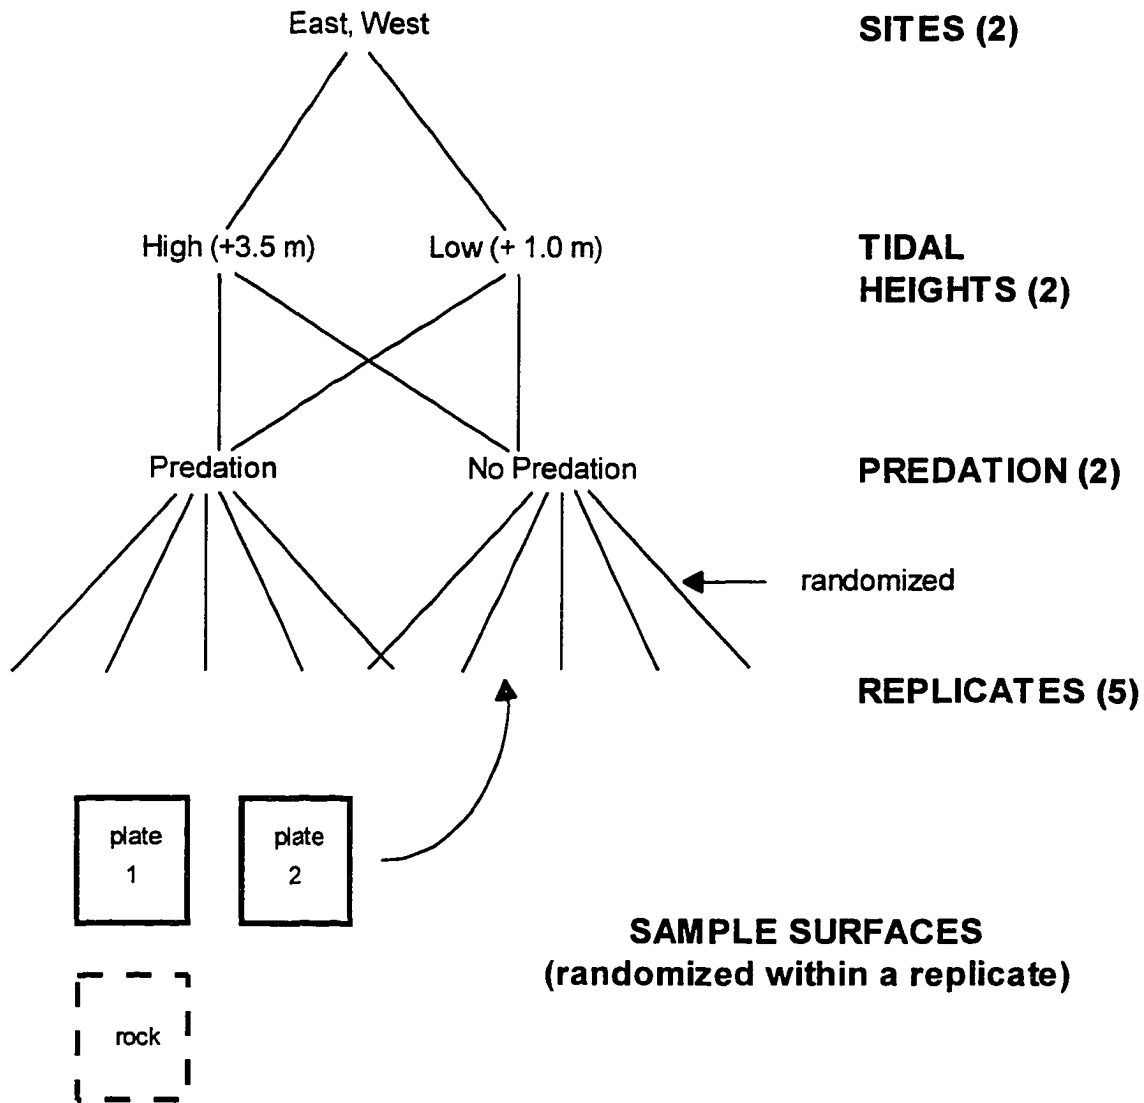 East, West
SITES (2)
High (+3.5 m)
Low (+ 1.0 m)
TIDAL
HEIGHTS (2)
Predation
No Predation
PREDATION (2)
randomized
REPLICATES (5)
plate
1
plate
2
SAMPLE SURFACES
(randomized within a replicate)
rock